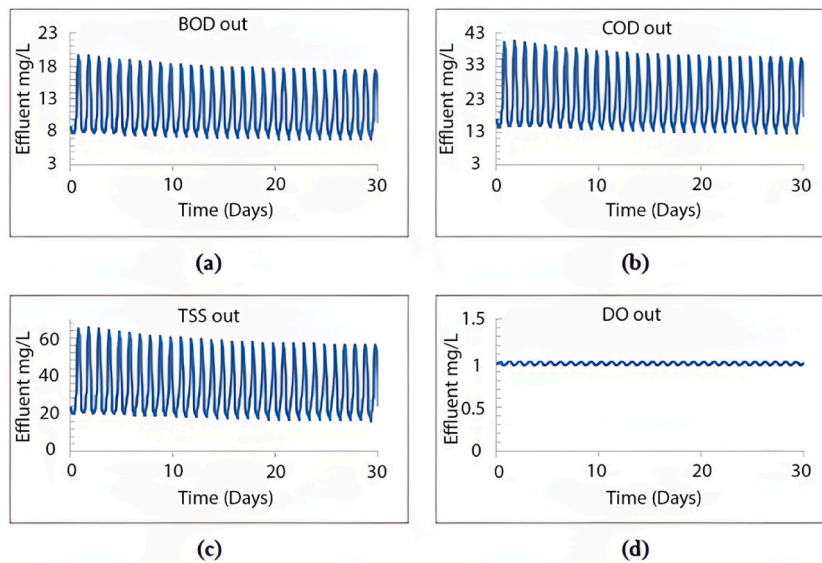 BOD out
Effluent mg/L
23
18
13
8
3
0 10 20 30
Time (Days)
(a)
COD out
Effluent mg/L
43
33
23
13
3
0 10 20 30
Time (Days)
(b)
TSS out
Effluent mg/L
60
40
20
0
0 10 20 30
Time (Days)
(c)
DO out
Effluent mg/L
1.5
1
0.5
0
0 10 20 30
Time (Days)
(d)